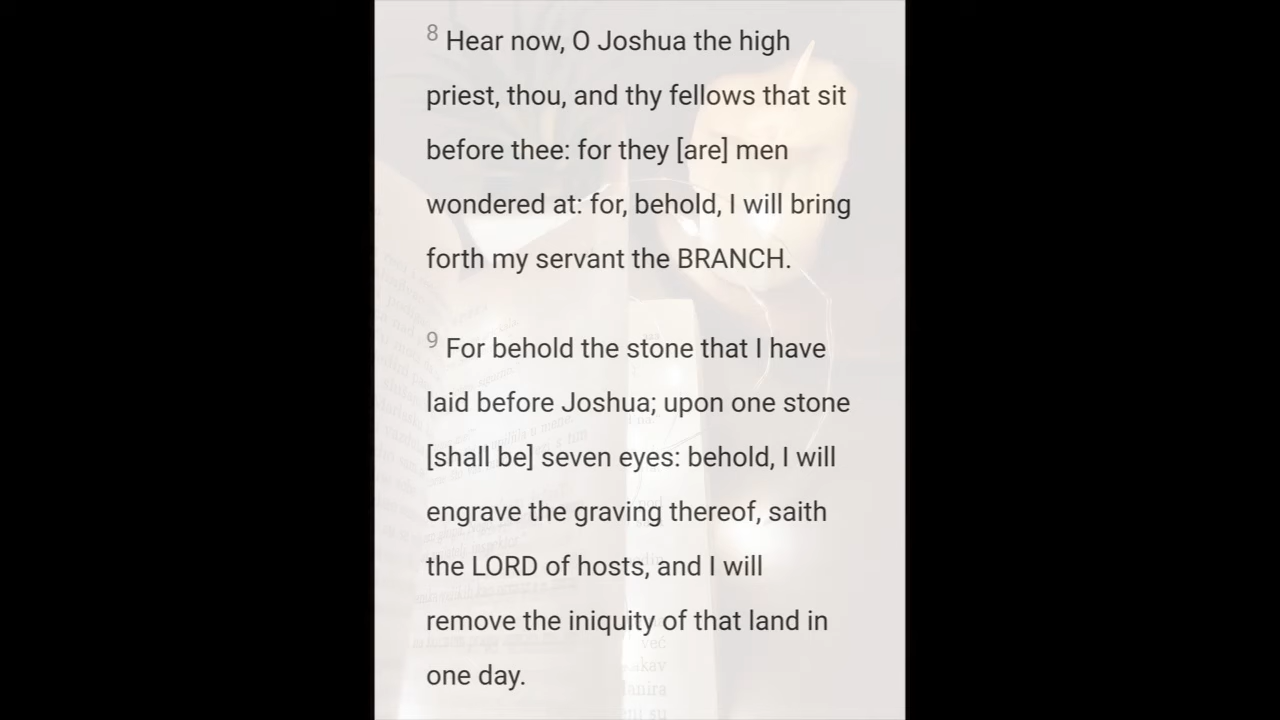 8 Hear now, O Joshua the high
priest, thou, and thy fellows that sit
before thee: for they [are] men
wondered at: for, behold, I will bring
forth my servant the BRANCH.
9 For behold the stone that I have
laid before Joshua; upon one stone
[shall be] seven eyes: behold, I will
engrave the graving thereof, saith
the LORD of hosts, and I will
remove the iniquity of that land in
one day.
već